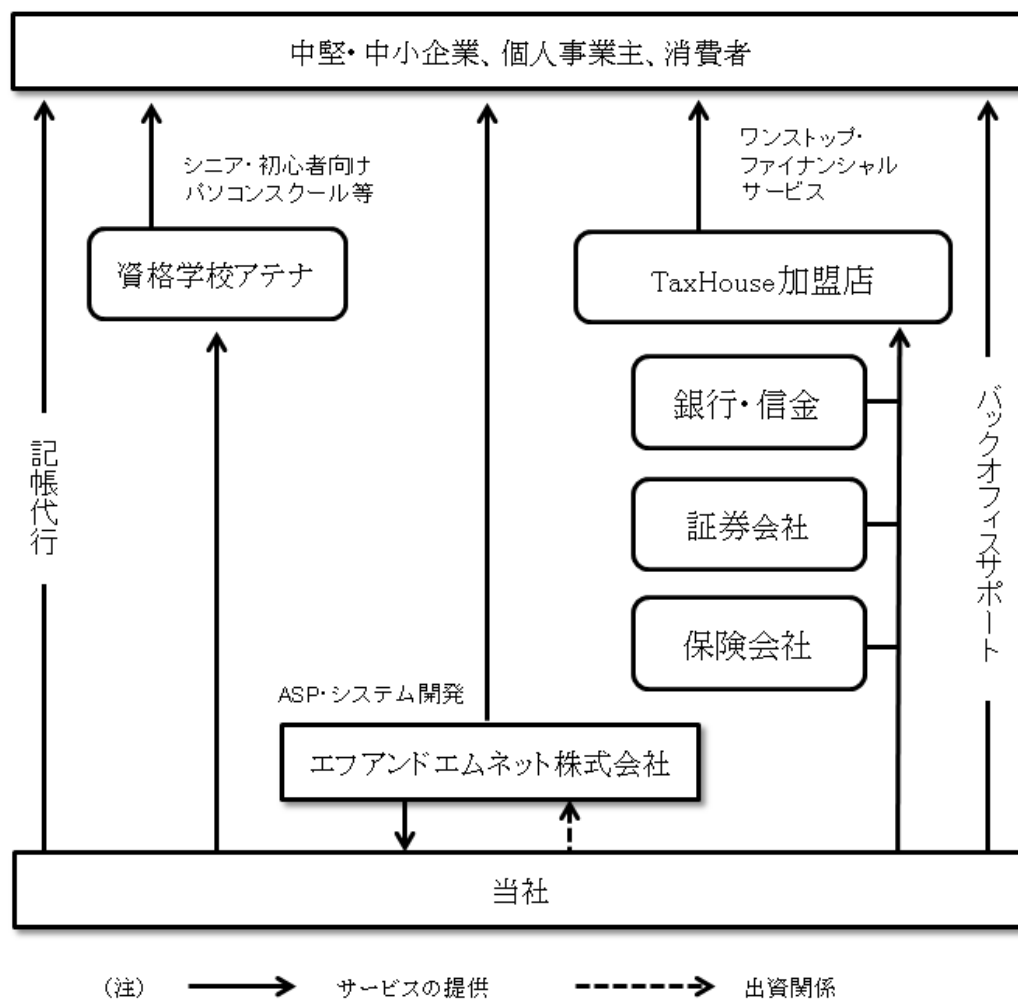 中堅・中小企業、個人事業主、消費者
シニア・初心者向け
パソコンスクール等
ワンストップ・
ファイナンシャル
サービス
資格学校アテナ
TaxHouse加盟店
銀行・信金
記帳代行
バックオフィスサポート
証券会社
保険会社
ASP・システム開発
エフアンドエムネット株式会社
当社
(注) サービスの提供 出資関係